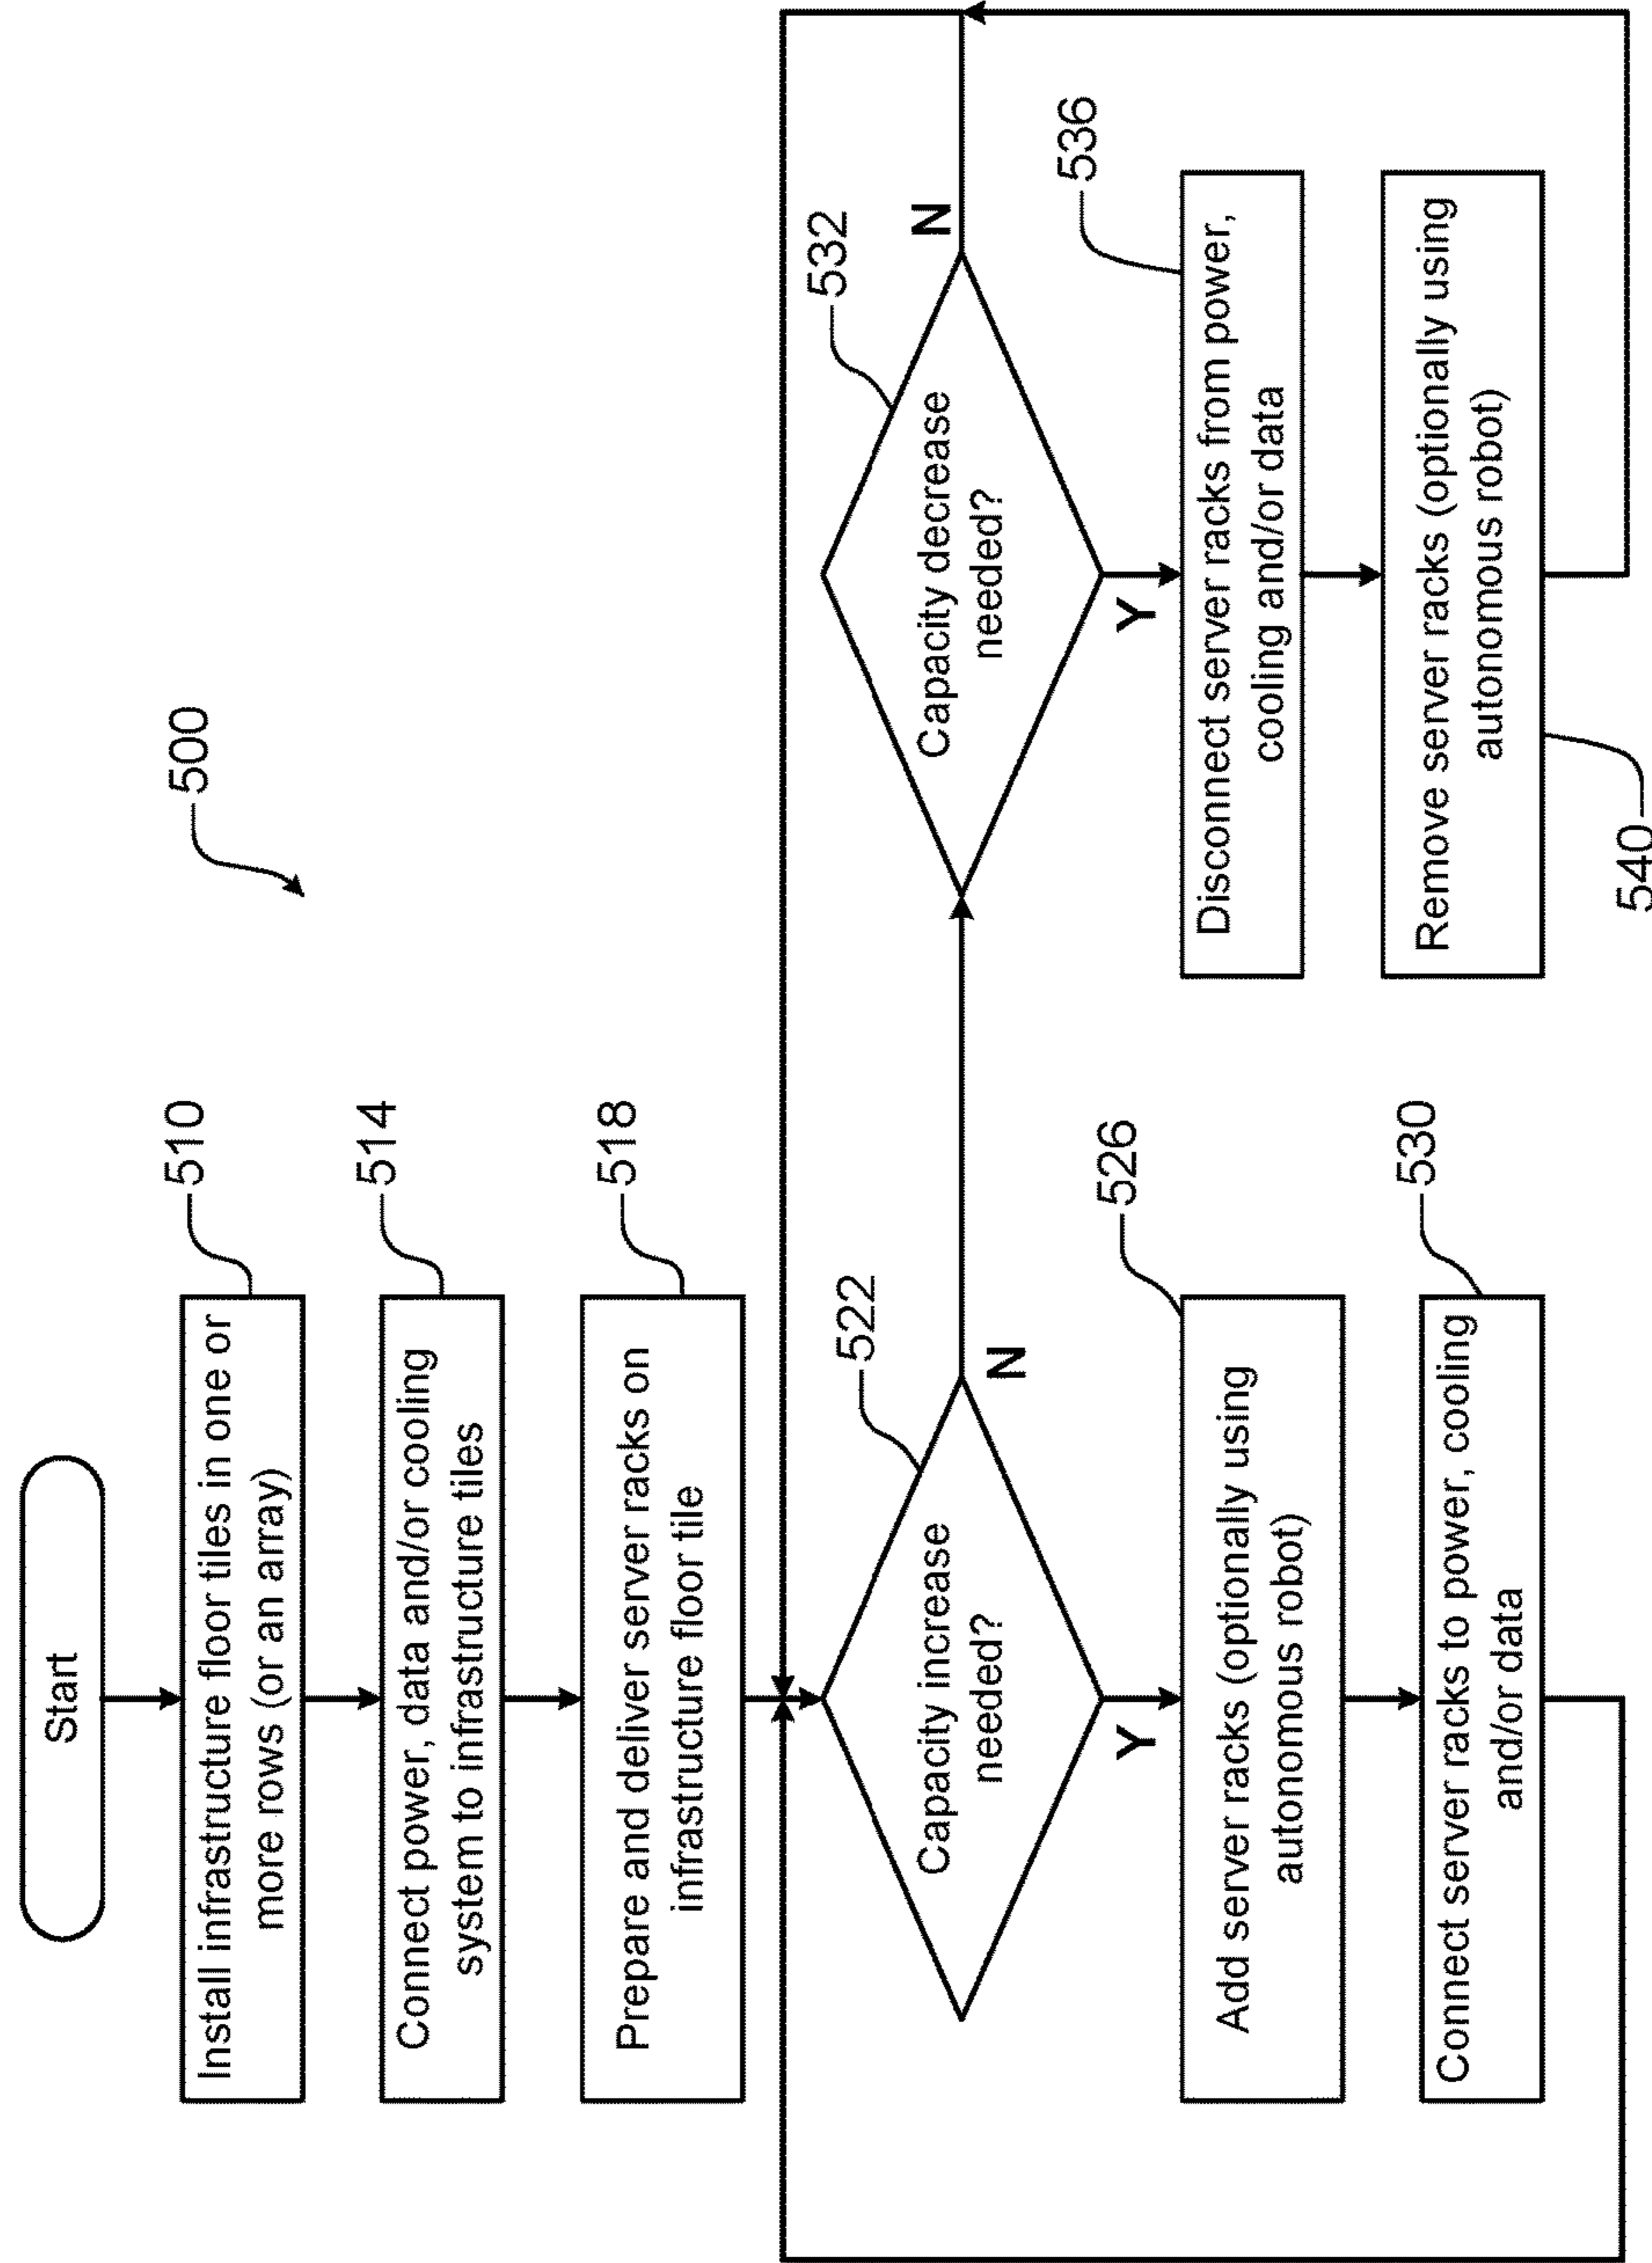 500
Start
Install infrastructure floor tiles in one or
more rows (or an array)
510
Connect power, data and/or cooling
system to infrastructure tiles
514
Prepare and deliver server racks on
infrastructure floor tile
518
Capacity increase
needed?
522
N
Y
Add server racks (optionally using
autonomous robot)
526
Connect server racks to power, cooling
and/or data
530
Capacity decrease
needed?
532
N
Y
Disconnect server racks from power,
cooling and/or data
536
Remove server racks (optionally using
autonomous robot)
540